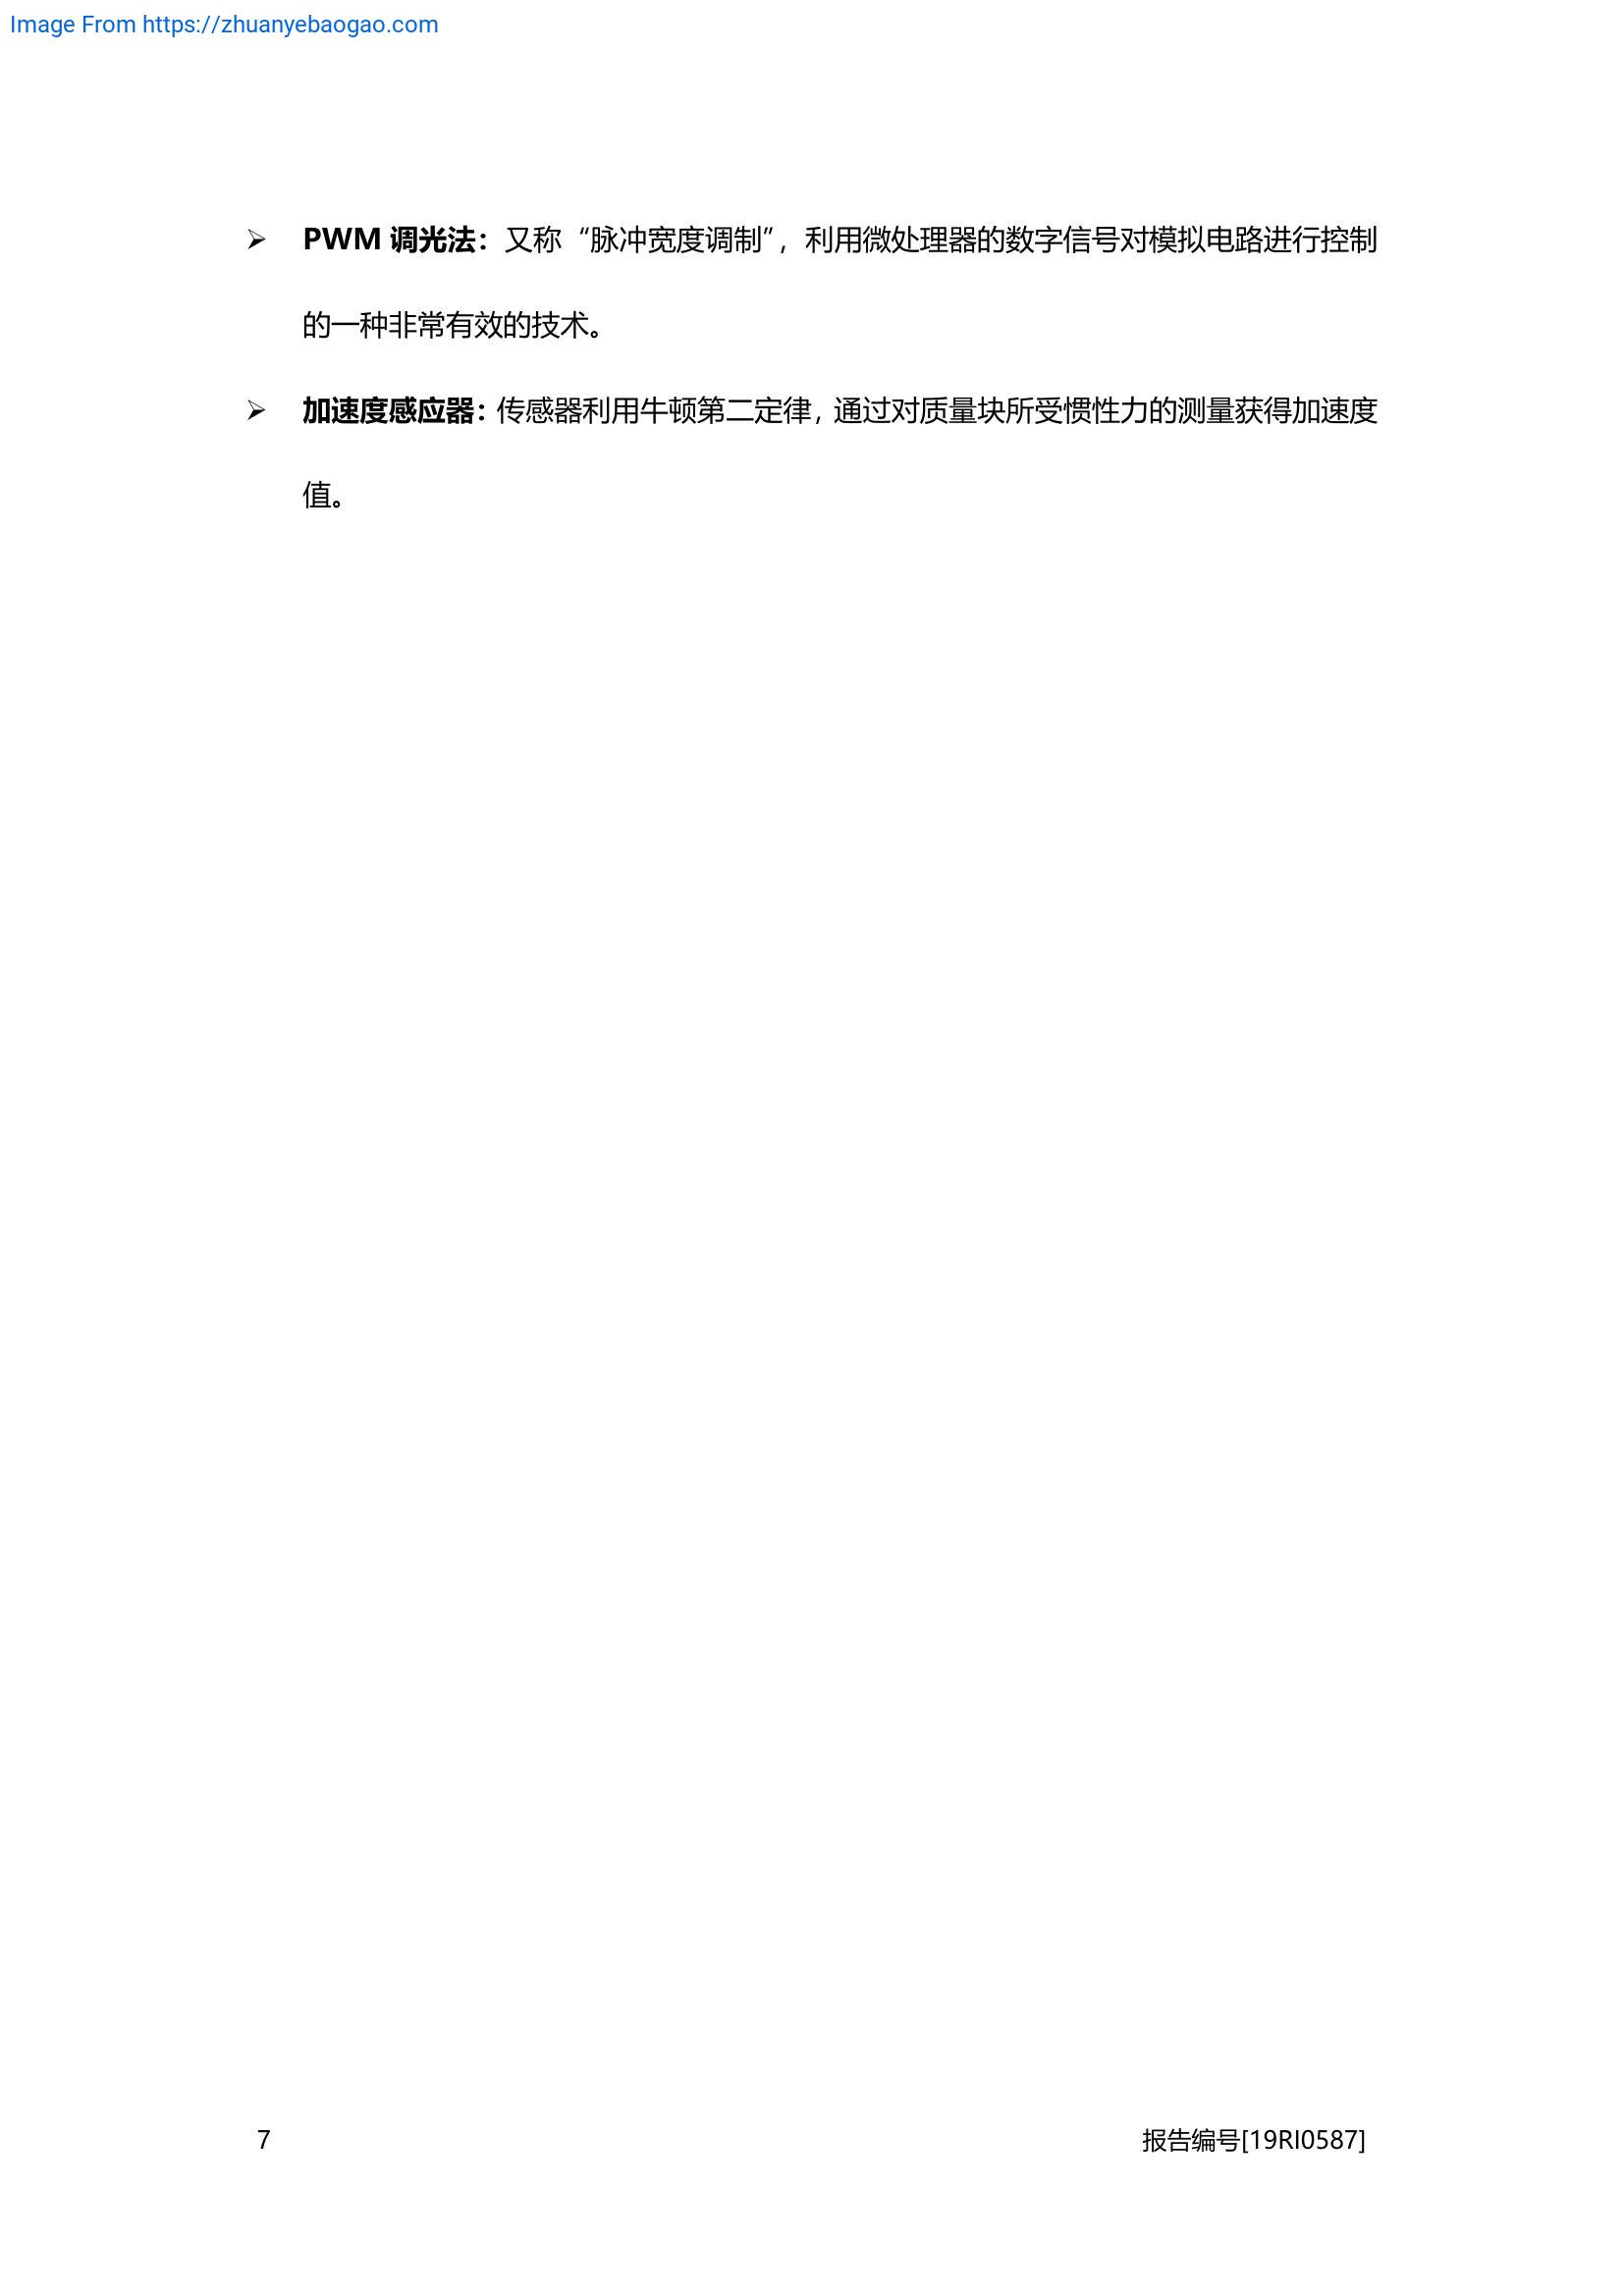 Image From https://zhuanyebaogao.com
➢ PWM 调光法：又称“脉冲宽度调制”，利用微处理器的数字信号对模拟电路进行控制
的一种非常有效的技术。
➢ 加速度感应器：传感器利用牛顿第二定律，通过对质量块所受惯性力的测量获得加速度
值。
7 报告编号[19RI0587]